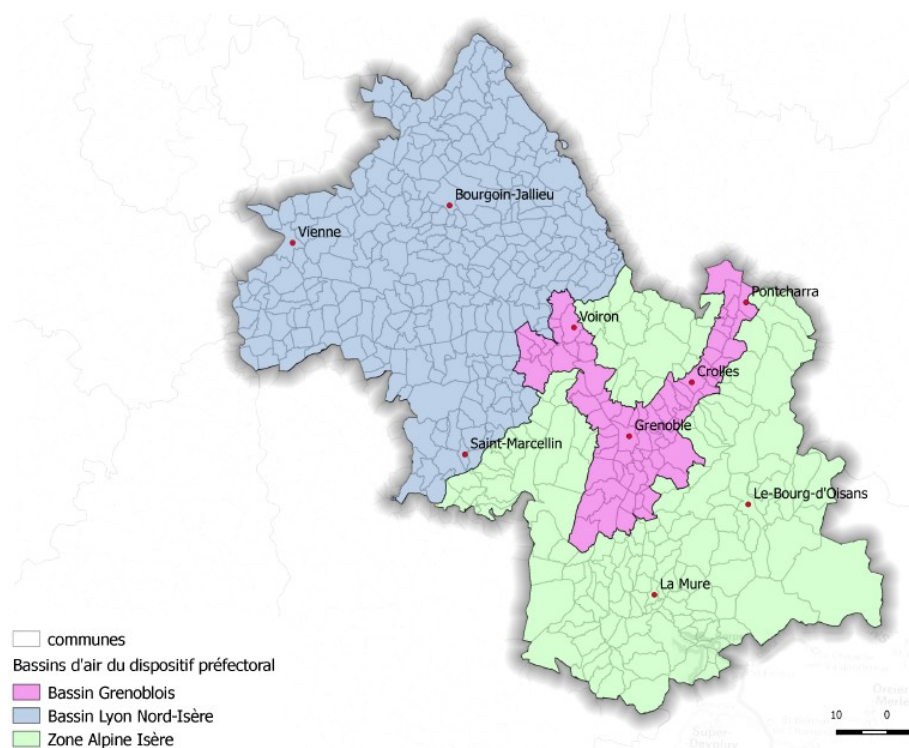 Bourgoin-Jallieu
Vienne
Pontcharra
Voiron
Crolles
Grenoble
Saint-Marcellin
Le-Bourg-d'Oisans
La Mure
communes
Bassins d'air du dispositif préfectoral
Bassin Grenoblois
Bassin Lyon Nord-Isère
Zone Alpine Isère
10 0